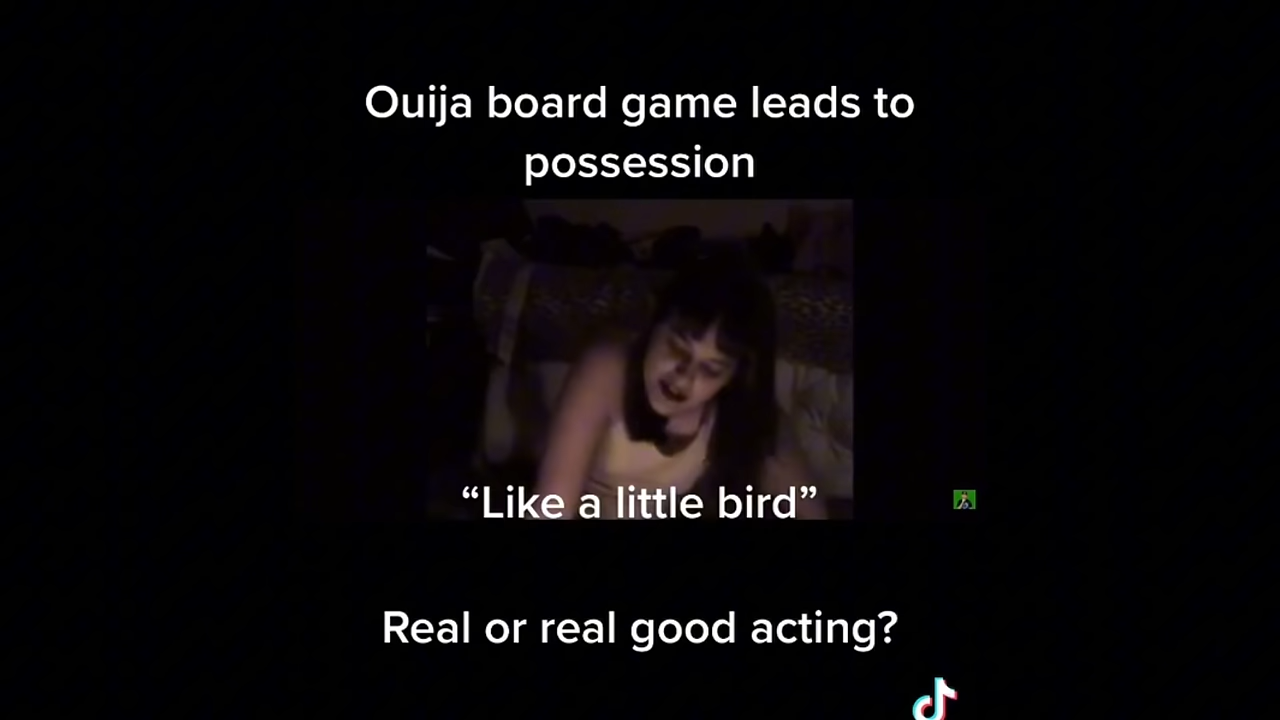 Ouija board game leads to
possession
“Like a little bird”
Real or real good acting?